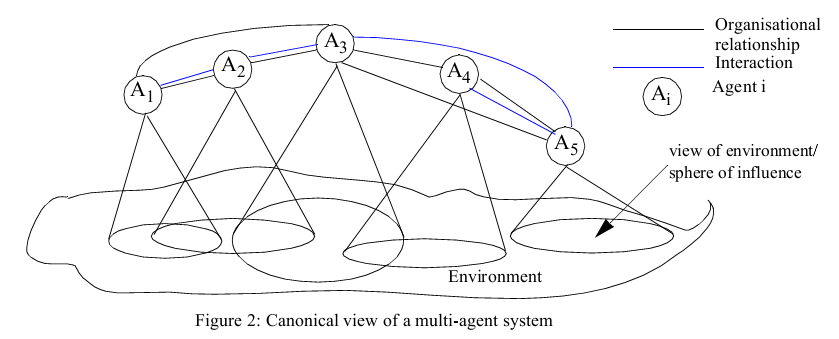 A1
A2
A3
A4
A5
Organisational
relationship
Interaction
Ai
Agent i
view of environment/
sphere of influence
Environment
Figure 2: Canonical view of a multi-agent system